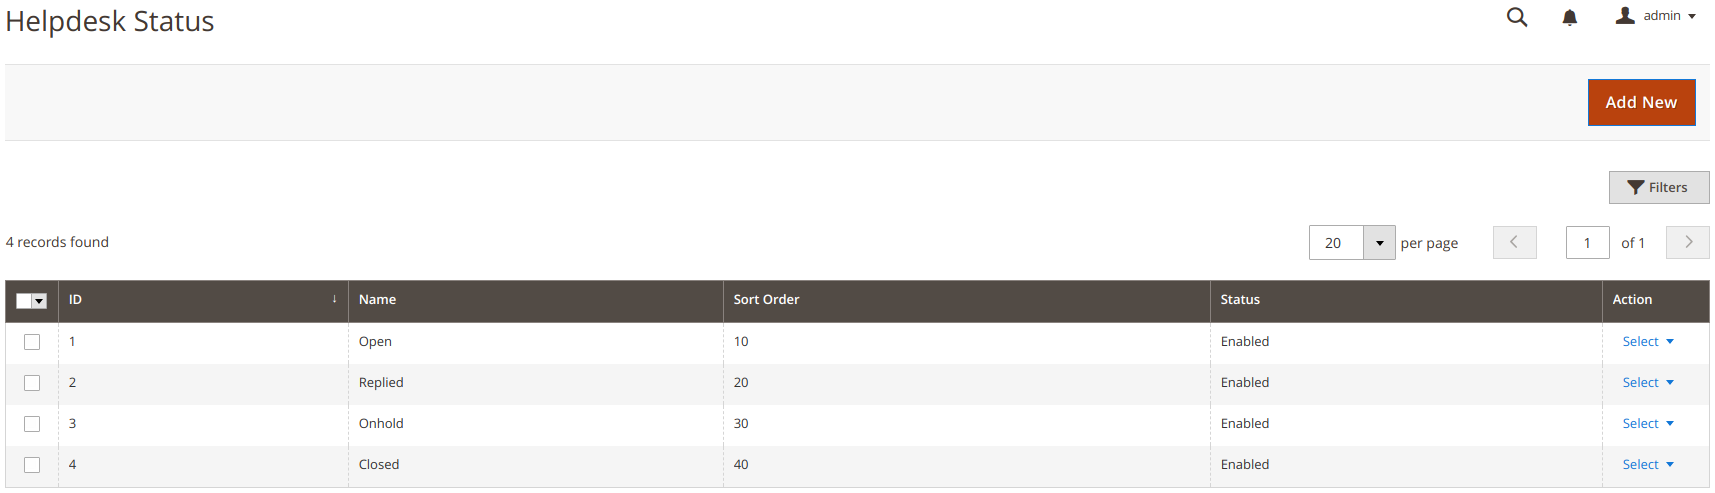 Helpdesk Status
admin
Add New
Filters
4 records found
20 per page 1 of 1
ID ↓ Name Sort Order Status Action
1 Open 10 Enabled Select
2 Replied 20 Enabled Select
3 Onhold 30 Enabled Select
4 Closed 40 Enabled Select